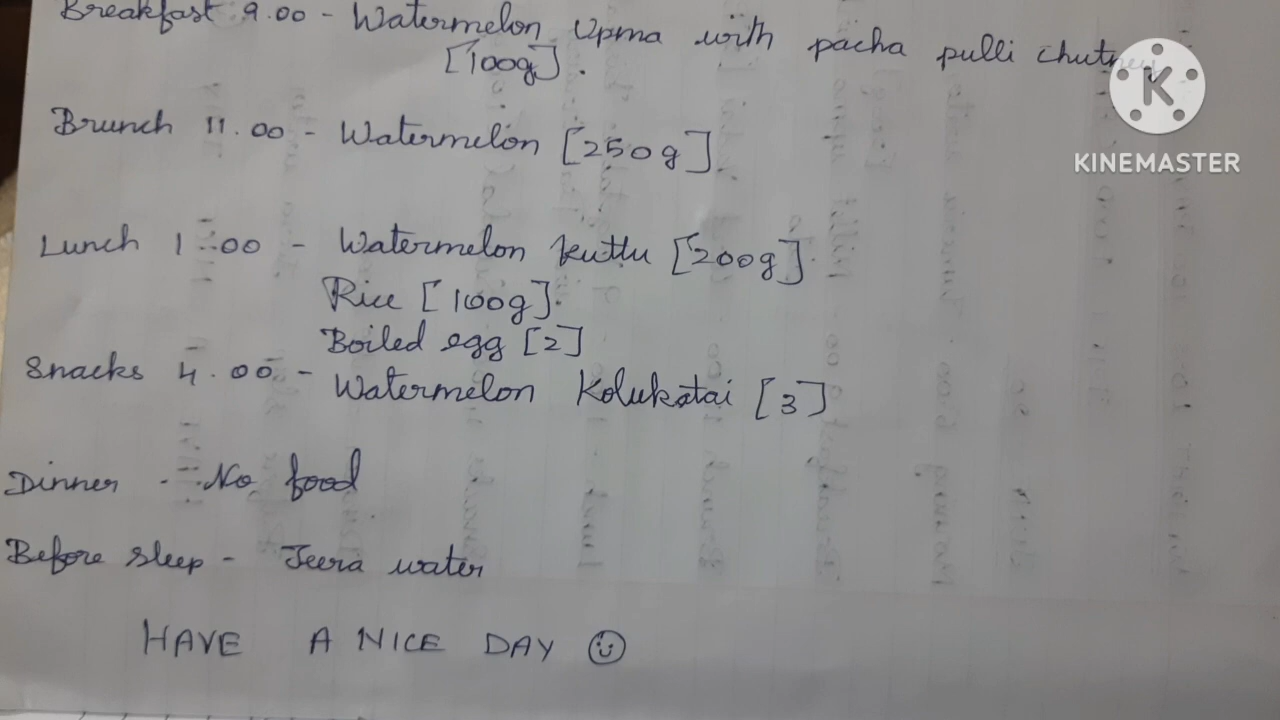 Breakfast 9.00 - Watermelon Upma with pacha pulli chutney
[100g].
Brunch 11.00 - Watermelon [250g]
Lunch 1.00 - Watermelon kuttu [200g]
Rice [100g].
Boiled egg [2]
Snacks 4.00 - Watermelon Kolukatai [3]
Dinner - No food
Before sleep - Jeera water
HAVE A NICE DAY
KINEMASTER